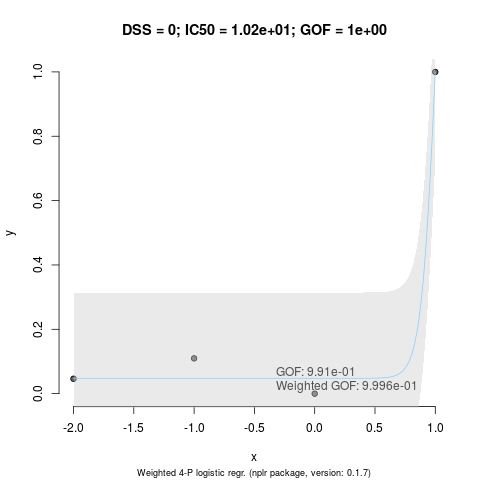 DSS = 0; IC50 = 1.02e+01; GOF = 1e+00
1.0
0.8
0.6
0.4
0.2
0.0
y
GOF: 9.91e-01
Weighted GOF: 9.996e-01
-2.0 -1.5 -1.0 -0.5 0.0 0.5 1.0
x
Weighted 4-P logistic regr. (nplr package, version: 0.1.7)